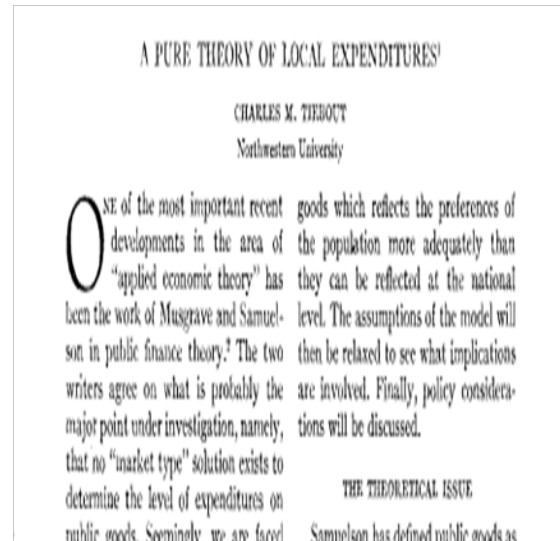 A PURE THEORY OF LOCAL EXPENDITURES¹
CHARLES M. TIEBOUT
Northwestern University
ONE of the most important recent
developments in the area of
“applied economic theory” has
been the work of Musgrave and Samuel-
son in public finance theory.² The two
writers agree on what is probably the
major point under investigation, namely,
that no “market type” solution exists to
determine the level of expenditures on
public goods. Seemingly, we are faced
goods which reflects the preferences of
the population more adequately than
they can be reflected at the national
level. The assumptions of the model will
then be relaxed to see what implications
are involved. Finally, policy considera-
tions will be discussed.
THE THEORETICAL ISSUE
Samuelson has defined public goods as